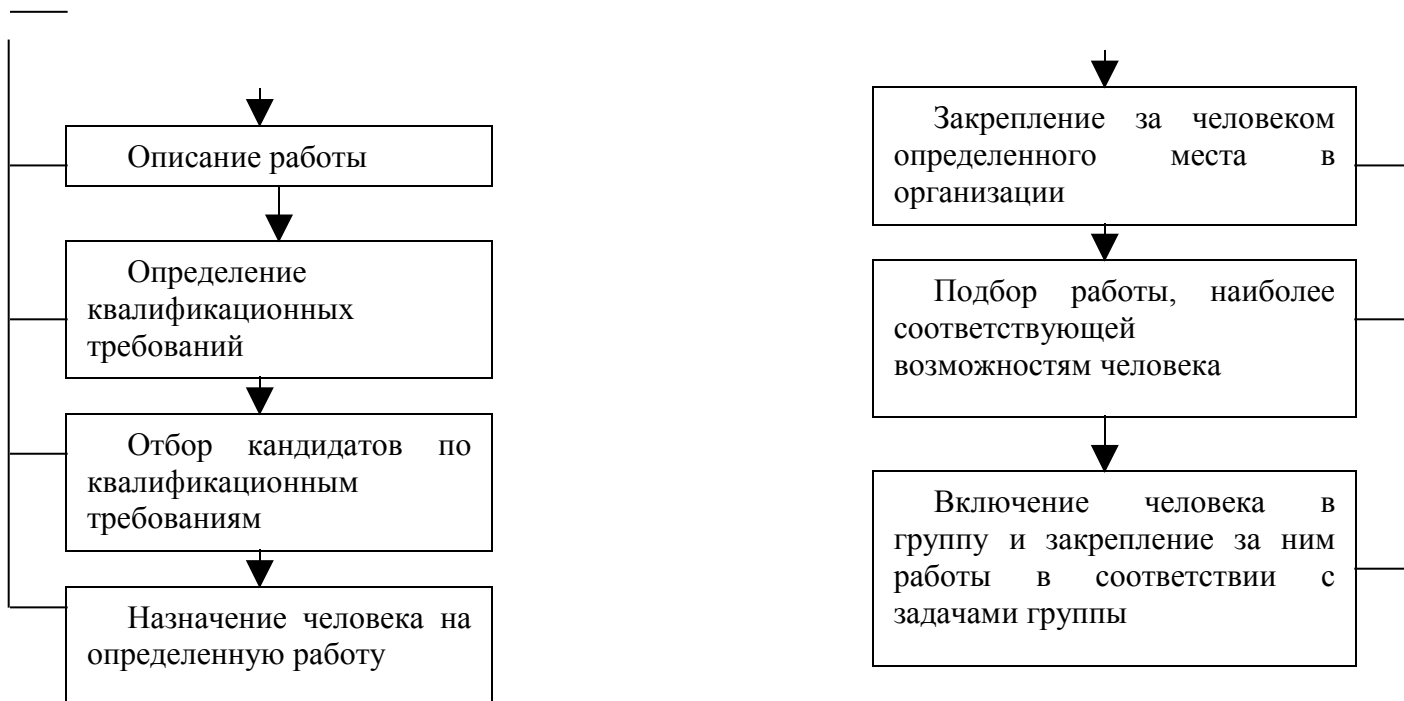 Описание работы
Определение
квалификационных
требований
Отбор кандидатов по
квалификационным
требованиям
Назначение человека на
определенную работу
Закрепление за человеком
определенного места в
организации
Подбор работы, наиболее
соответствующей
возможностям человека
Включение человека в
группу и закрепление за ним
работы в соответствии с
задачами группы